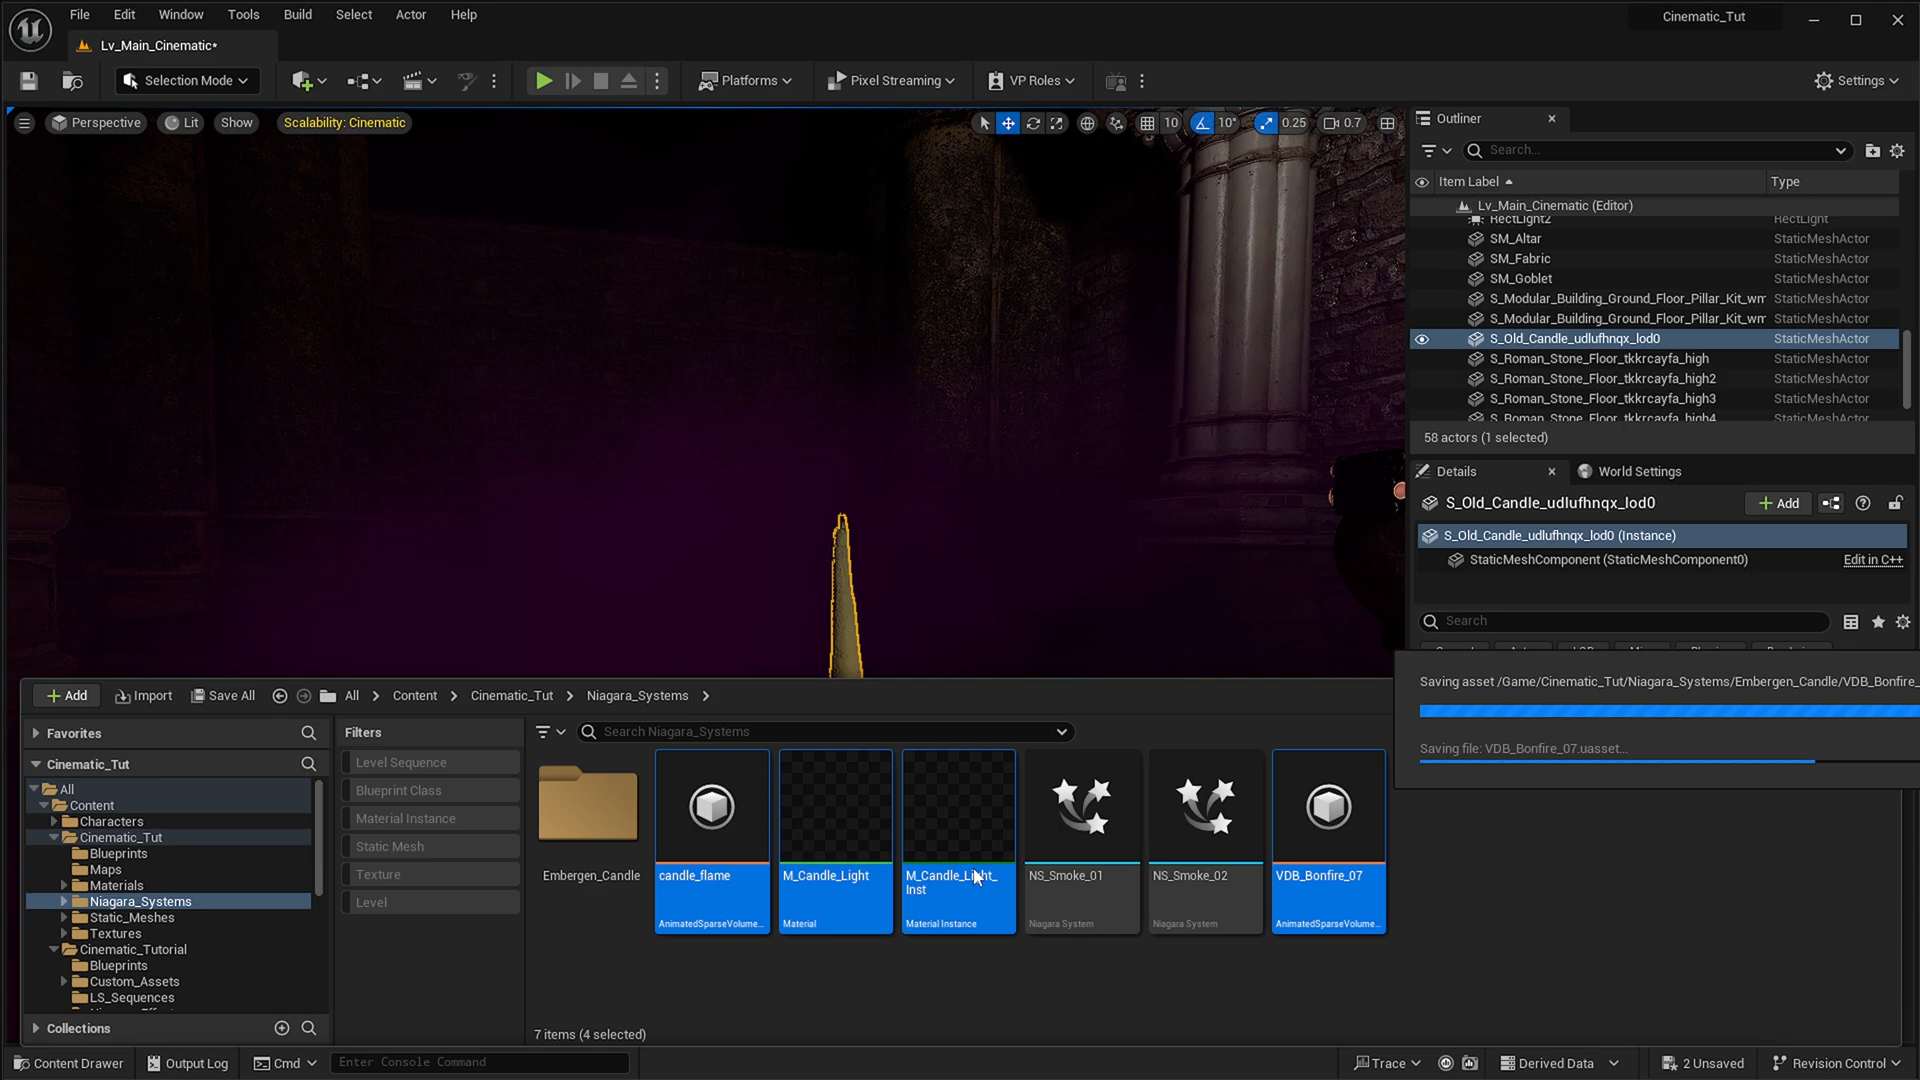 File Edit Window Tools Build Select Actor Help
Cinematic_Tut
Lv_Main_Cinematic*
Selection Mode
Platforms
Pixel Streaming
VP Roles
Settings
Perspective
Lit
Show
Scalability: Cinematic
10
10°
0.25
0.7
Outliner
Search...
Item Label
Type
Lv_Main_Cinematic (Editor)
RectLight2 RectLight
SM_Altar StaticMeshActor
SM_Fabric StaticMeshActor
SM_Goblet StaticMeshActor
S_Modular_Building_Ground_Floor_Pillar_Kit_wm StaticMeshActor
S_Modular_Building_Ground_Floor_Pillar_Kit_wm StaticMeshActor
S_Old_Candle_udlufhnqx_lod0 StaticMeshActor
S_Roman_Stone_Floor_tkkrcayfa_high StaticMeshActor
S_Roman_Stone_Floor_tkkrcayfa_high2 StaticMeshActor
S_Roman_Stone_Floor_tkkrcayfa_high3 StaticMeshActor
S_Roman_Stone_Floor_tkkrcayfa_high4 StaticMeshActor
58 actors (1 selected)
Details
World Settings
S_Old_Candle_udlufhnqx_lod0
Add
S_Old_Candle_udlufhnqx_lod0 (Instance)
StaticMeshComponent (StaticMeshComponent0)
Edit in C++
Search
Saving asset /Game/Cinematic_Tut/Niagara_Systems/Embergen_Candle/VDB_Bonfire_
Saving file: VDB_Bonfire_07.uasset...
Add
Import
Save All
All
Content
Cinematic_Tut
Niagara_Systems
Favorites
Cinematic_Tut
All
Content
Characters
Cinematic_Tut
Blueprints
Maps
Materials
Niagara_Systems
Static_Meshes
Textures
Cinematic_Tutorial
Blueprints
Custom_Assets
LS_Sequences
Collections
Filters
Level Sequence
Blueprint Class
Material Instance
Static Mesh
Texture
Level
Search Niagara_Systems
Embergen_Candle
candle_flame
AnimatedSparseVolume...
M_Candle_Light
Material
M_Candle_Light_
Inst
Material Instance
NS_Smoke_01
Niagara System
NS_Smoke_02
Niagara System
VDB_Bonfire_07
AnimatedSparseVolume...
7 items (4 selected)
Content Drawer
Output Log
Cmd
Enter Console Command
Trace
Derived Data
2 Unsaved
Revision Control